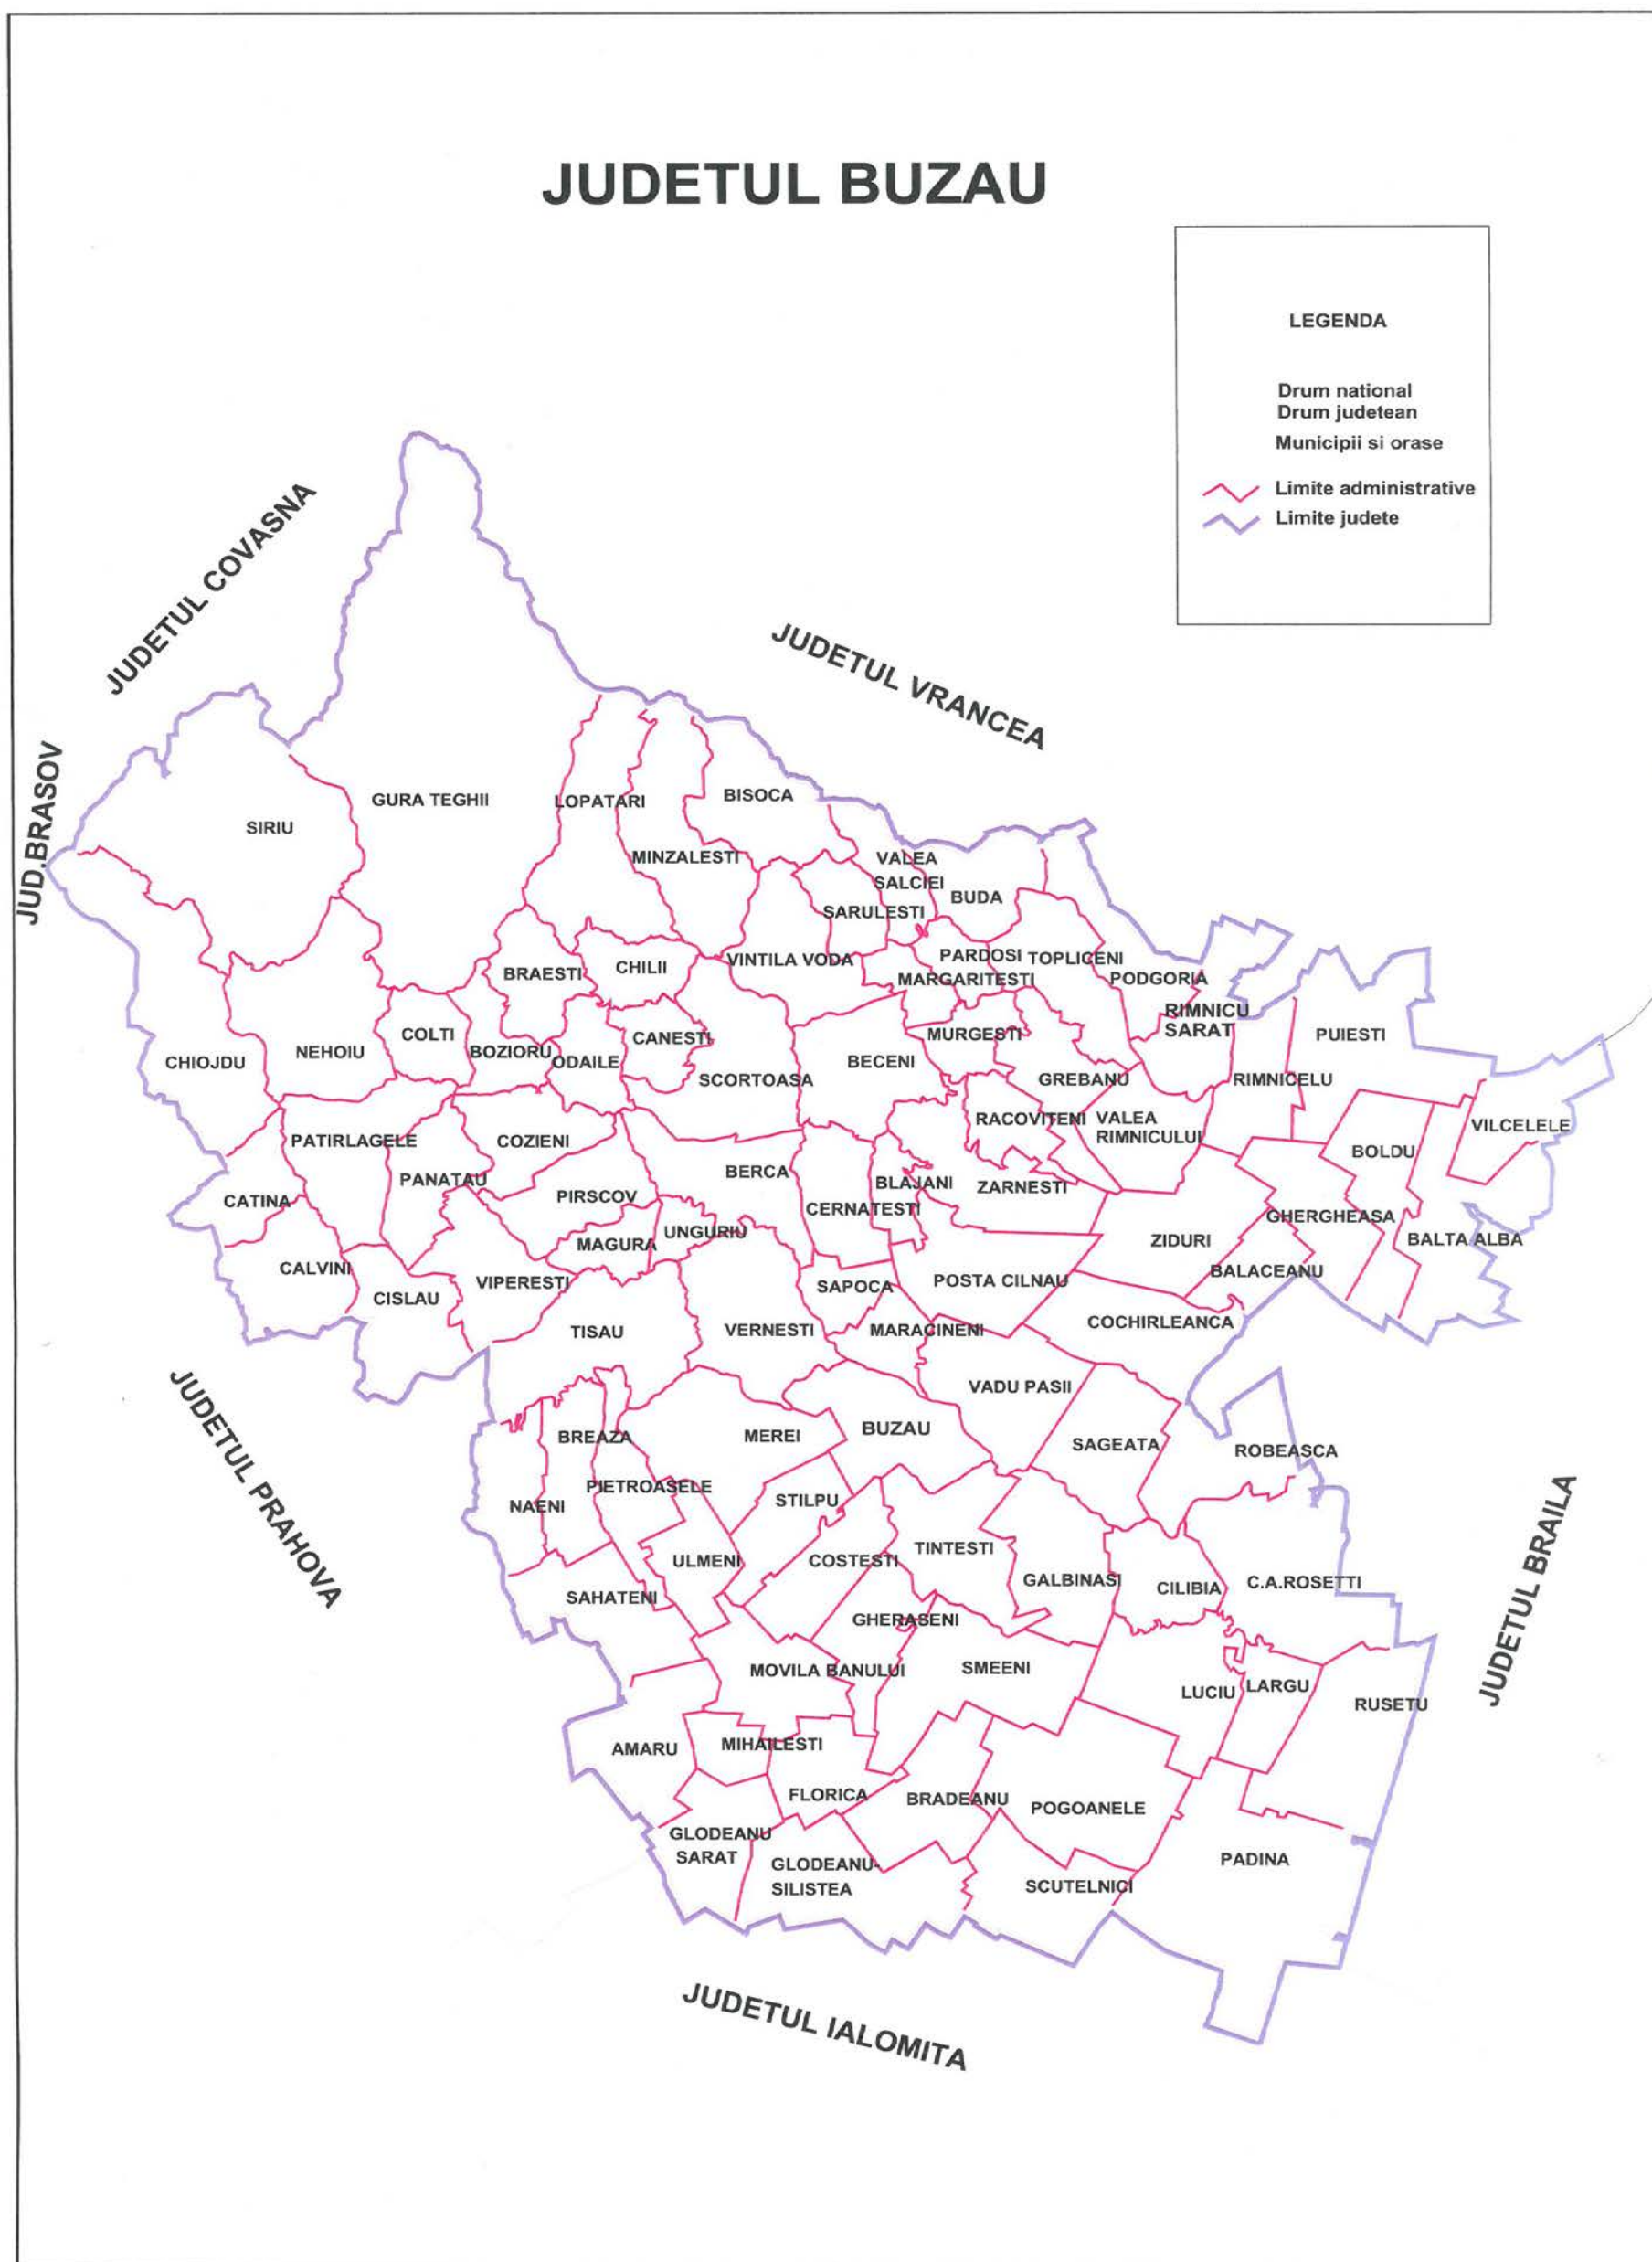 JUDETUL BUZAU
LEGENDA
Drum national
Drum judetean
Municipii si orase
Limite administrative
Limite judete
JUDETUL COVASNA
JUDETUL VRANCEA
JUD.BRASOV
GURA TEGHII
LOPATARI
BISOCA
SIRIU
MINZALESTI
VALEA
SALCIEI
BUDA
SARULESTI
PARDOSI
TOPLICENI
VINTILA VODA
CHILII
BRAESTI
MARGARITESTI
PODGORIA
RIMNICU
SARAT
PUIESTI
COLTI
CANESTI
MURGESTI
NEHOIU
BOZIORU
ODAILE
BECENI
CHIOJDU
SCORTOASA
GREBANU
RIMNICELU
RACOVITENI
VALEA
RIMNICULUI
VILCELELE
PATIRLAGELE
COZIENI
BOLDU
BERCA
PANATAU
BLAJANI
ZARNESTI
PIRSCOV
CATINA
CERNATESTI
GHERGHEASA
UNGURIU
MAGURA
ZIDURI
BALTA ALBA
CALVINI
VIPERESTI
SAPOCA
POSTA CILNAU
BALACEANU
CISLAU
COCHIRLEANCA
TISAU
VERNESTI
MARACINENI
VADU PASII
BUZAU
BREAZA
MEREI
SAGEATA
ROBEASCA
PIETROASELE
STILPU
NAENI
TINTESTI
ULMENI
COSTESTI
GALBINASI
CILIBIA
C.A.ROSETTI
SAHATENI
GHERASENI
MOVILA BANULUI
SMEENI
LUCIU
LARGU
RUSETU
AMARU
MIHAILESTI
FLORICA
BRADEANU
POGOANELE
GLODEANU
SARAT
GLODEANU-
SILISTEA
PADINA
SCUTELNICI
JUDETUL PRAHOVA
JUDETUL BRAILA
JUDETUL IALOMITA